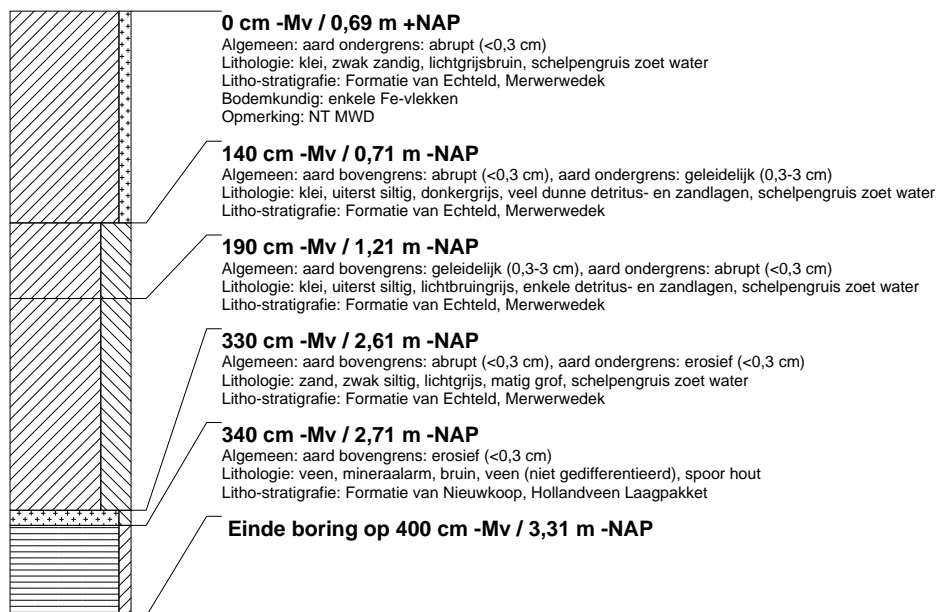 0 cm -Mv / 0,69 m +NAP
Algemeen: aard ondergrens: abrupt (<0,3 cm)
Lithologie: klei, zwak zandig, lichtgrijsbruin, schelpengruis zoet water
Litho-stratigrafie: Formatie van Echteld, Merwerwedek
Bodemkundig: enkele Fe-vlekken
Opmerking: NT MWD
140 cm -Mv / 0,71 m -NAP
Algemeen: aard bovengrens: abrupt (<0,3 cm), aard ondergrens: geleidelijk (0,3-3 cm)
Lithologie: klei, uiterst siltig, donkergrijs, veel dunne detritus- en zandlagen, schelpengruis zoet water
Litho-stratigrafie: Formatie van Echteld, Merwerwedek
190 cm -Mv / 1,21 m -NAP
Algemeen: aard bovengrens: geleidelijk (0,3-3 cm), aard ondergrens: abrupt (<0,3 cm)
Lithologie: klei, uiterst siltig, lichtbruingrijs, enkele detritus- en zandlagen, schelpengruis zoet water
Litho-stratigrafie: Formatie van Echteld, Merwerwedek
330 cm -Mv / 2,61 m -NAP
Algemeen: aard bovengrens: abrupt (<0,3 cm), aard ondergrens: erosief (<0,3 cm)
Lithologie: zand, zwak siltig, lichtgrijs, matig grof, schelpengruis zoet water
Litho-stratigrafie: Formatie van Echteld, Merwerwedek
340 cm -Mv / 2,71 m -NAP
Algemeen: aard bovengrens: erosief (<0,3 cm)
Lithologie: veen, mineraalarm, bruin, veen (niet gedifferentieerd), spoor hout
Litho-stratigrafie: Formatie van Nieuwkoop, Hollandveen Laagpakket
Einde boring op 400 cm -Mv / 3,31 m -NAP